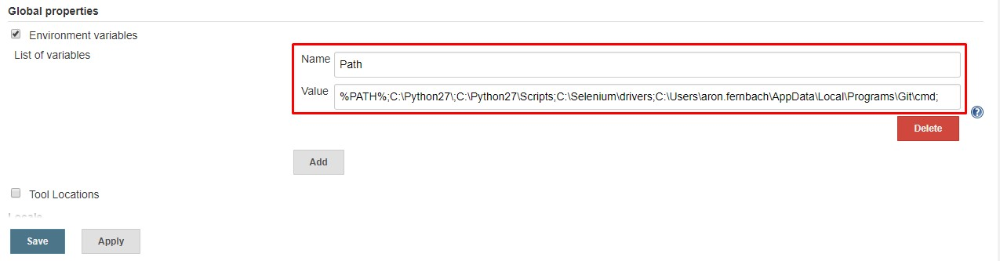 Global properties
Environment variables
List of variables
Name Path
Value %PATH%;C:\Python27\;C:\Python27\Scripts;C:\Selenium\drivers;C:\Users\aron.fernbach\AppData\Local\Programs\Git\cmd;
?
Delete
Add
Tool Locations
Save Apply